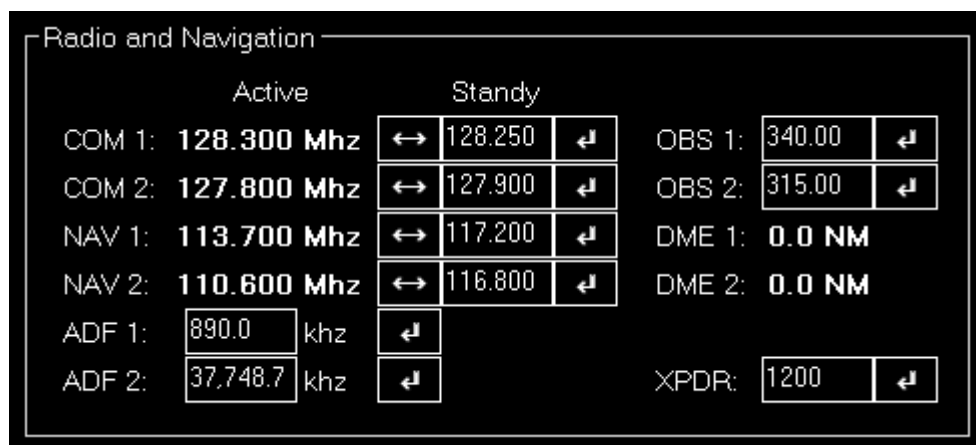 Radio and Navigation
Active Standy
COM 1: 128.300 Mhz 128.250 OBS 1: 340.00
COM 2: 127.800 Mhz 127.900 OBS 2: 315.00
NAV 1: 113.700 Mhz 117.200 DME 1: 0.0 NM
NAV 2: 110.600 Mhz 116.800 DME 2: 0.0 NM
ADF 1: 890.0 khz
ADF 2: 37,748.7 khz XPDR: 1200